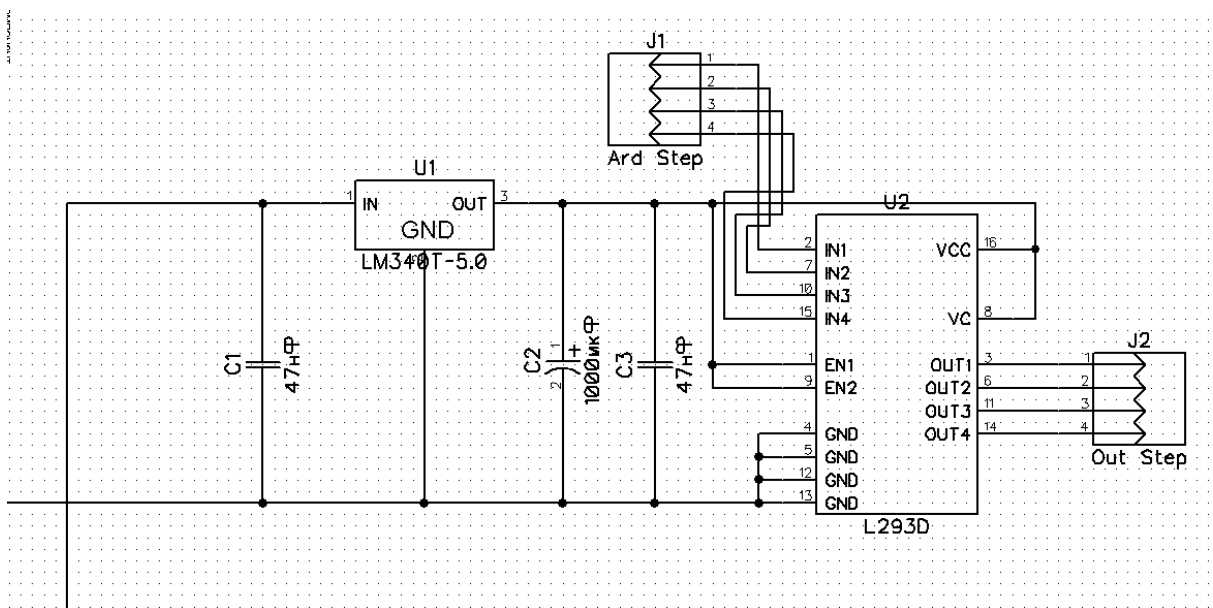 J1
1
2
3
4
Ard Step
U1
1
IN
OUT
3
GND
LM340T-5.0
U2
2
IN1
7
IN2
10
IN3
15
IN4
1
EN1
9
EN2
4
GND
5
GND
12
GND
13
GND
VCC
16
VC
8
OUT1
3
OUT2
6
OUT3
11
OUT4
14
L293D
J2
1
2
3
4
Out Step
C1
47нФ
C2
1
+
2
1000мкФ
C3
47нФ